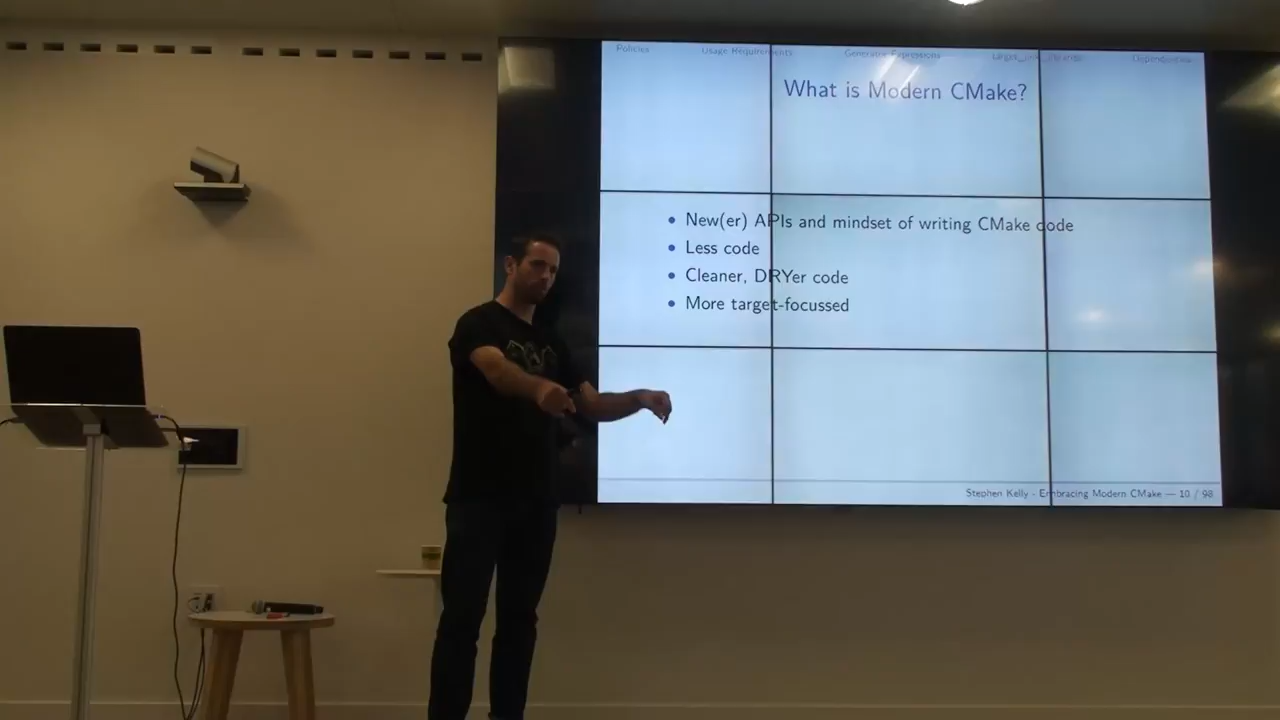 Policies Usage Requirements Generator Expressions target_link_libraries Dependencies
What is Modern CMake?
• New(er) APIs and mindset of writing CMake code
• Less code
• Cleaner, DRYer code
• More target-focussed
Stephen Kelly - Embracing Modern CMake — 10 / 98